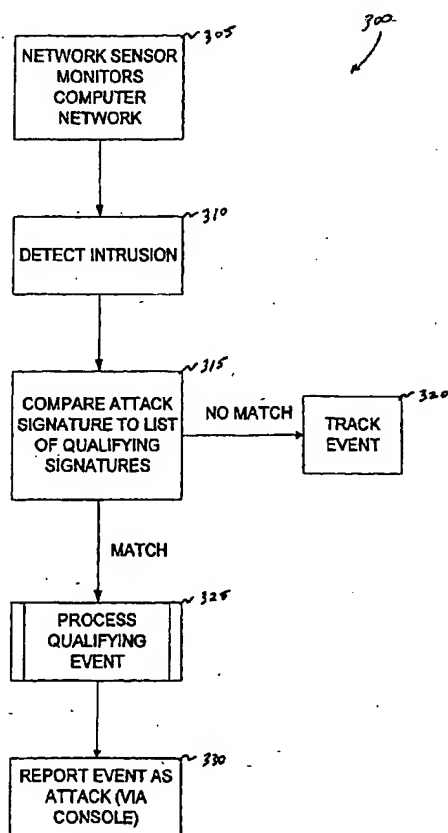 305
300
NETWORK SENSOR
MONITORS
COMPUTER
NETWORK
310
DETECT INTRUSION
315
COMPARE ATTACK
SIGNATURE TO LIST
OF QUALIFYING
SIGNATURES
NO MATCH
320
TRACK
EVENT
MATCH
325
PROCESS
QUALIFYING
EVENT
330
REPORT EVENT AS
ATTACK (VIA
CONSOLE)